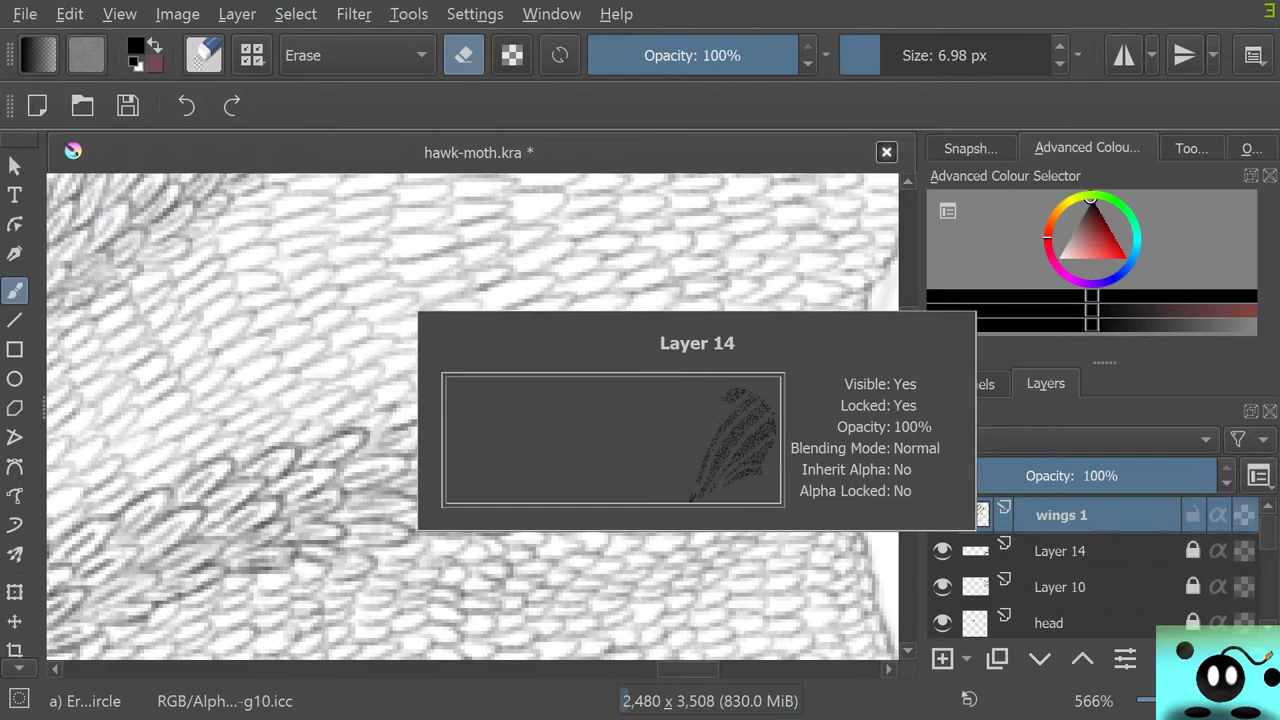 3
File Edit View Image Layer Select Filter Tools Settings Window Help
Erase Opacity: 100% Size: 6.98 px
hawk-moth.kra *
Snapsh... Advanced Colou... Too... O...
Advanced Colour Selector
Layer 14
Visible: Yes
Locked: Yes
Opacity: 100%
Blending Mode: Normal
Inherit Alpha: No
Alpha Locked: No
nels Layers
Opacity: 100%
wings 1
Layer 14
Layer 10
head
a) Er...ircle RGB/Alph...-g10.icc 2,480 x 3,508 (830.0 MiB) 566%